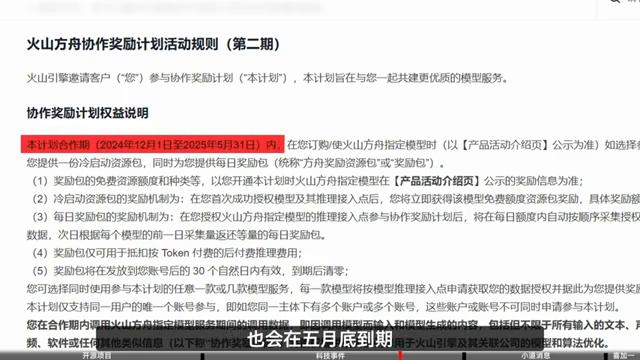 火山方舟协作奖励计划活动规则（第二期）
火山引擎邀请客户（“您”）参与协作奖励计划（“本计划”），本计划旨在与您一起共建更优质的模型服务。
协作奖励计划权益说明
本计划合作期（2024年12月1日至2025年5月31日）内，在您订购/使火山方舟指定模型时（以【产品活动介绍页】公示为准）如选择参
您提供一份冷启动资源包，同时为您提供每日奖励包（统称“方舟奖励资源包”或“奖励包”）。
（1）奖励包的免费资源额度和种类等，以您开通本计划时火山方舟指定模型在【产品活动介绍页】公示的奖励信息为准；
（2）冷启动资源包的奖励机制为：在您首次成功授权模型及其推理接入点后，您将立即获得该模型免费额度资源包奖励，具体奖励额
（3）每日奖励包的奖励机制为：在您授权火山方舟指定模型的推理接入点参与协作奖励计划后，将在每日额度内自动按顺序采集授权
数据，次日根据每个模型的前一日采集量返还等量的每日奖励包。
（4）奖励包仅可用于抵扣按 Token 付费的后付费推理费用；
（5）奖励包将在发放到您账号后的 30 个自然日内有效，到期后清零；
您可选择同时使用参与本计划的任意一款或几款模型服务，每一款模型将按模型推理接入点申请获取您的数据授权并据此为您提供奖励
本计划仅支持同一用户的唯一个账号参与，即如您同一主体下有多个账户或多个账号，这些账户或账号不可同时申请参与本计划。
您在合作期内调用火山方舟指定模型服务期间的调用数据，即因调用模型而输入和模型生成的内容，包括但不限于所有输入的文本、
频、软件或任何其他类似信息（以下称“协作奖
用于火山引擎及其关联公司的模型和算法优化。
也会在五月底到期
开源项目
科技事件
小道消息
喜加一